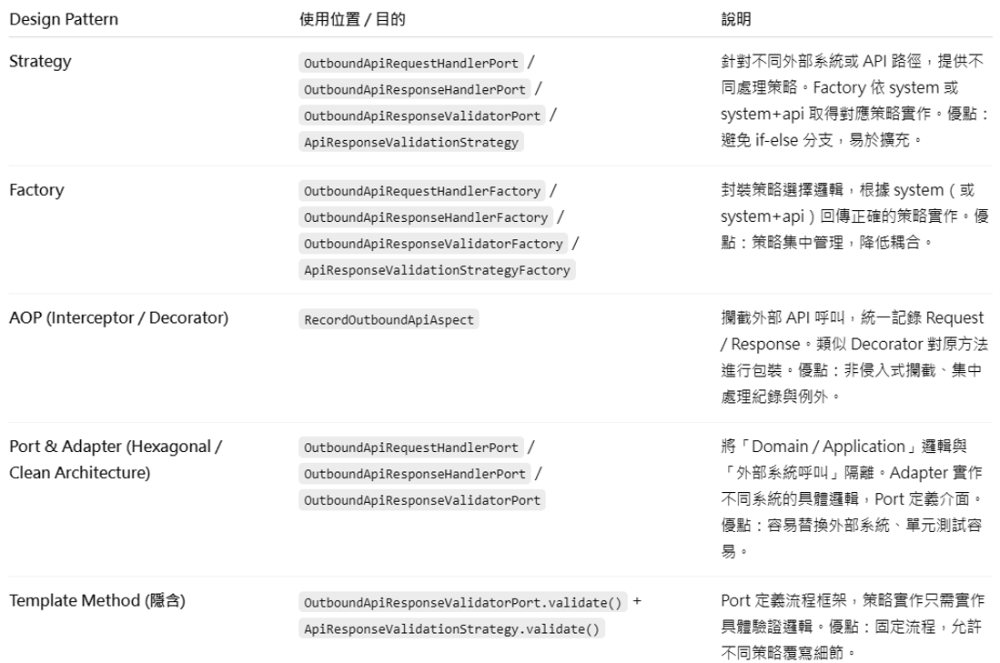 Design Pattern 使用位置 / 目的 說明
Strategy
OutboundApiRequestHandlerPort /
OutboundApiResponseHandlerPort /
OutboundApiResponseValidatorPort /
ApiResponseValidationStrategy
針對不同外部系統或 API 路徑，提供不
同處理策略。Factory 依 system 或
system+api 取得對應策略實作。優點：
避免 if-else 分支，易於擴充。
Factory
OutboundApiRequestHandlerFactory /
OutboundApiResponseHandlerFactory /
OutboundApiResponseValidatorFactory /
ApiResponseValidationStrategyFactory
封裝策略選擇邏輯，根據 system（或
system+api）回傳正確的策略實作。優
點：策略集中管理，降低耦合。
AOP (Interceptor / Decorator)
RecordOutboundApiAspect
攔截外部 API 呼叫，統一記錄 Request
/ Response。類似 Decorator 對原方法
進行包裝。優點：非侵入式攔截、集中
處理紀錄與例外。
Port & Adapter (Hexagonal /
Clean Architecture)
OutboundApiRequestHandlerPort /
OutboundApiResponseHandlerPort /
OutboundApiResponseValidatorPort
將「Domain / Application」邏輯與
「外部系統呼叫」隔離。Adapter 實作
不同系統的具體邏輯，Port 定義介面。
優點：容易替換外部系統、單元測試容
易。
Template Method (隱含)
OutboundApiResponseValidatorPort.validate() +
ApiResponseValidationStrategy.validate()
Port 定義流程框架，策略實作只需實作
具體驗證邏輯。優點：固定流程，允許
不同策略覆寫細節。